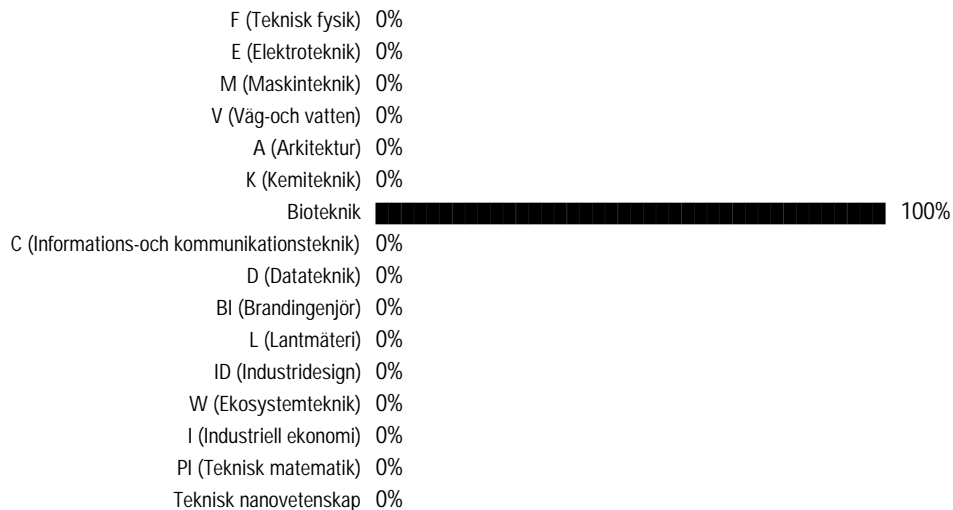 F (Teknisk fysik) 0%
E (Elektroteknik) 0%
M (Maskinteknik) 0%
V (Väg-och vatten) 0%
A (Arkitektur) 0%
K (Kemiteknik) 0%
Bioteknik 100%
C (Informations-och kommunikationsteknik) 0%
D (Datateknik) 0%
BI (Brandingenjör) 0%
L (Lantmäteri) 0%
ID (Industridesign) 0%
W (Ekosystemteknik) 0%
I (Industriell ekonomi) 0%
PI (Teknisk matematik) 0%
Teknisk nanovetenskap 0%